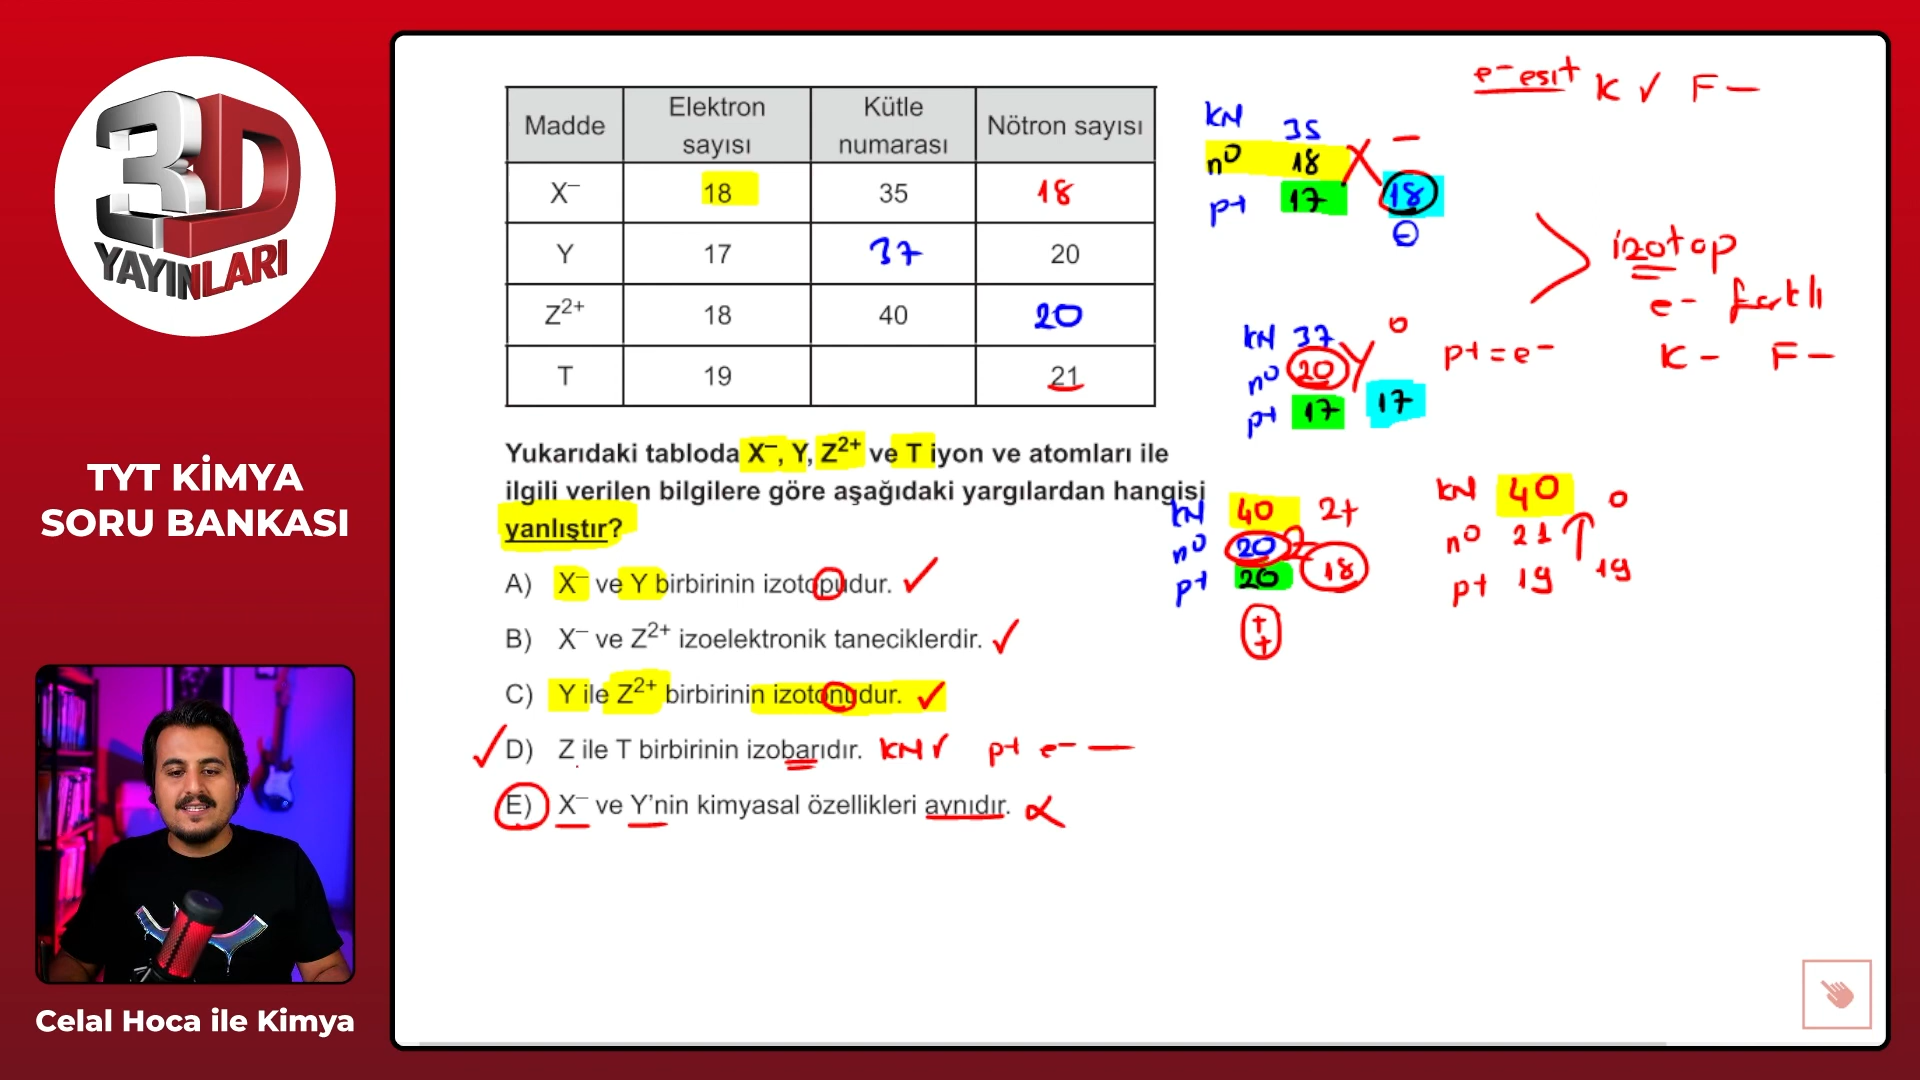 3D
YAYINLARI
TYT KİMYA
SORU BANKASI
Celal Hoca ile Kimya
Madde Elektron sayısı Kütle numarası Nötron sayısı
X⁻ 18 35 18
Y 17 37 20
Z²⁺ 18 40 20
T 19 21
Yukarıdaki tabloda X⁻, Y, Z²⁺ ve T iyon ve atomları ile
ilgili verilen bilgilere göre aşağıdaki yargılardan hangisi
yanlıştır?
A) X⁻ ve Y birbirinin izotopudur. ✓
B) X⁻ ve Z²⁺ izoelektronik taneciklerdir. ✓
C) Y ile Z²⁺ birbirinin izotonudur. ✓
✓ D) Z ile T birbirinin izobarıdır. KN ✓ p+ e- —
E) X⁻ ve Y'nin kimyasal özellikleri aynıdır.
e- eşit K ✓ F —
KN 35 —
n0 18 X
p+ 17 18
izotop
e- farklı
K - F —
KN 37 0
n0 20 Y p+ = e-
p+ 17 17
KN 40 2+
n0 20 Z 18
p+ 20
+
+
KN 40 0
n0 21
p+ 19 19